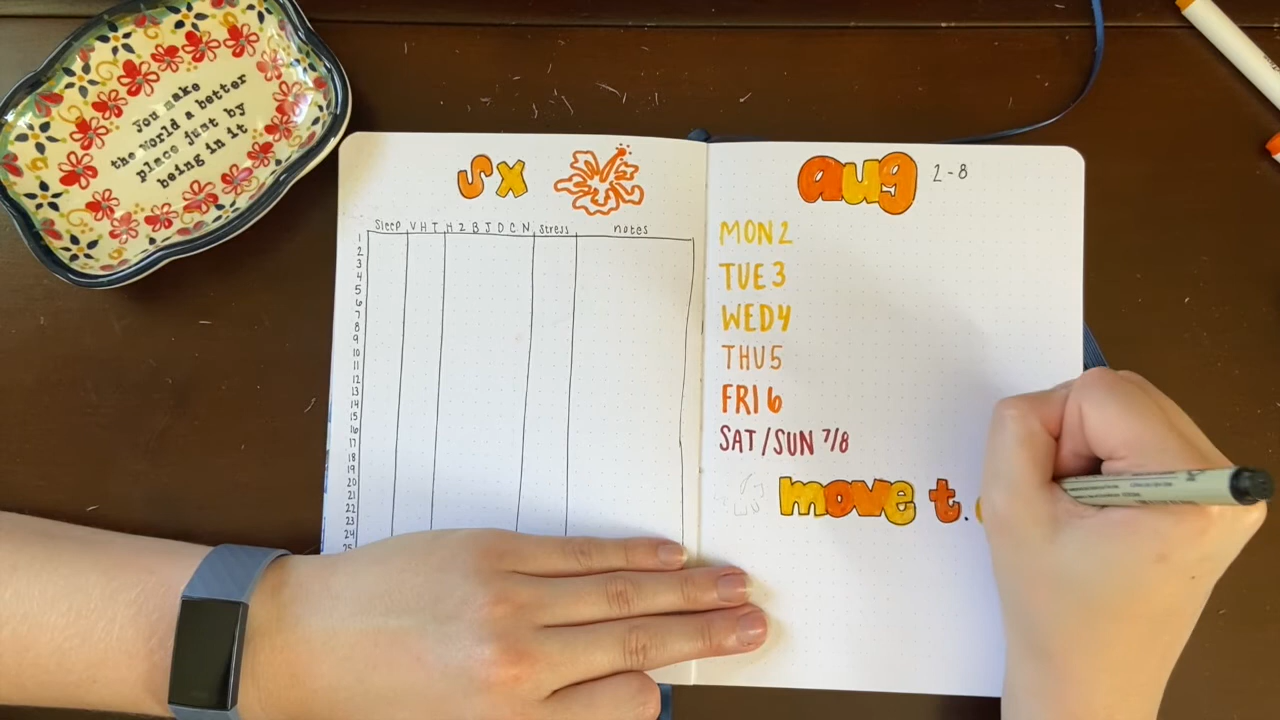 You make
the world a better
place just by
being in it
Sx
Sleep V H T H 2 B J D C N Stress notes
1
2
3
4
5
6
7
8
9
10
11
12
13
14
15
16
17
18
19
20
21
22
23
24
25
aug 2-8
MON 2
TUE 3
WED 4
THU 5
FRI 6
SAT/SUN 7/8
move t.